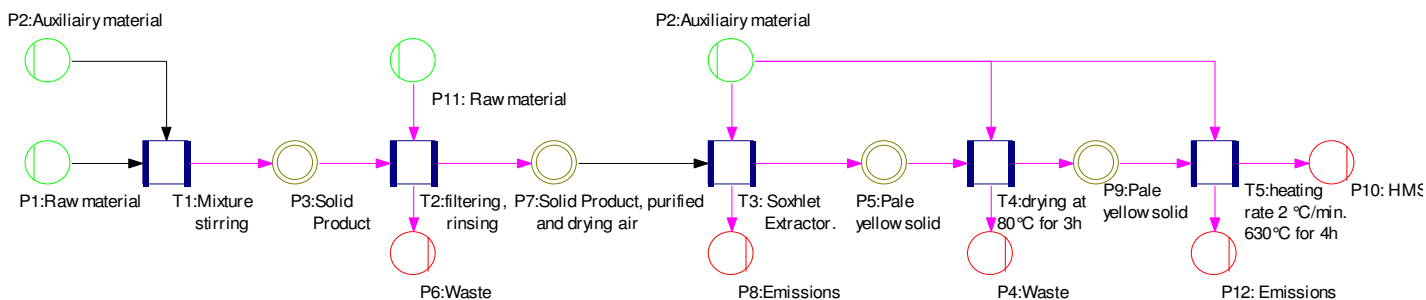 P2:Auxiliairy material
P2:Auxiliairy material
P11: Raw material
P1:Raw material
T1:Mixture
stirring
P3:Solid
Product
T2:filtering,
rinsing
P7:Solid Product, purified
and drying air
T3: Soxhlet
Extractor.
P5:Pale
yellow solid
T4:drying at
80°C for 3h
P9:Pale
yellow solid
T5:heating
rate 2 °C/min.
630°C for 4h
P10: HMS
P6:Waste
P8:Emissions
P4:Waste
P12: Emissions